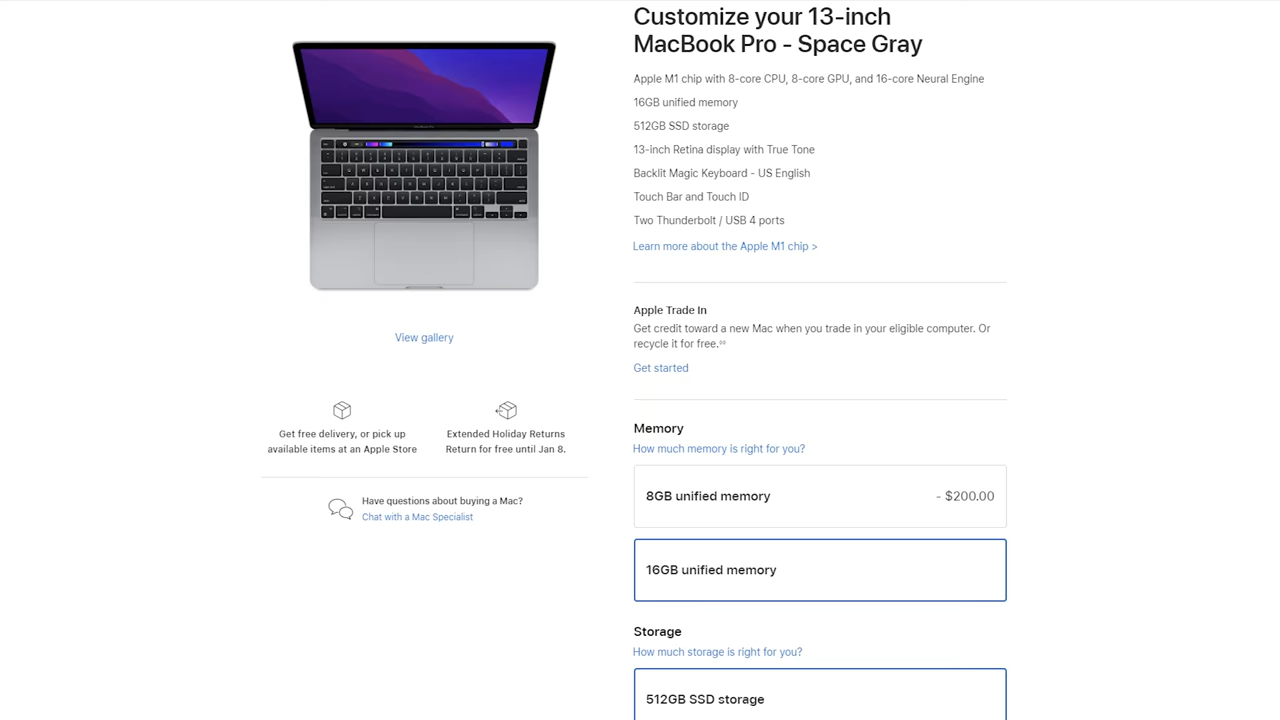 Customize your 13-inch
MacBook Pro - Space Gray
Apple M1 chip with 8-core CPU, 8-core GPU, and 16-core Neural Engine
16GB unified memory
512GB SSD storage
13-inch Retina display with True Tone
Backlit Magic Keyboard - US English
Touch Bar and Touch ID
Two Thunderbolt / USB 4 ports
Learn more about the Apple M1 chip >
View gallery
Get free delivery, or pick up
available items at an Apple Store
Extended Holiday Returns
Return for free until Jan 8.
Have questions about buying a Mac?
Chat with a Mac Specialist
Apple Trade In
Get credit toward a new Mac when you trade in your eligible computer. Or
recycle it for free.◊◊
Get started
Memory
How much memory is right for you?
8GB unified memory - $200.00
16GB unified memory
Storage
How much storage is right for you?
512GB SSD storage